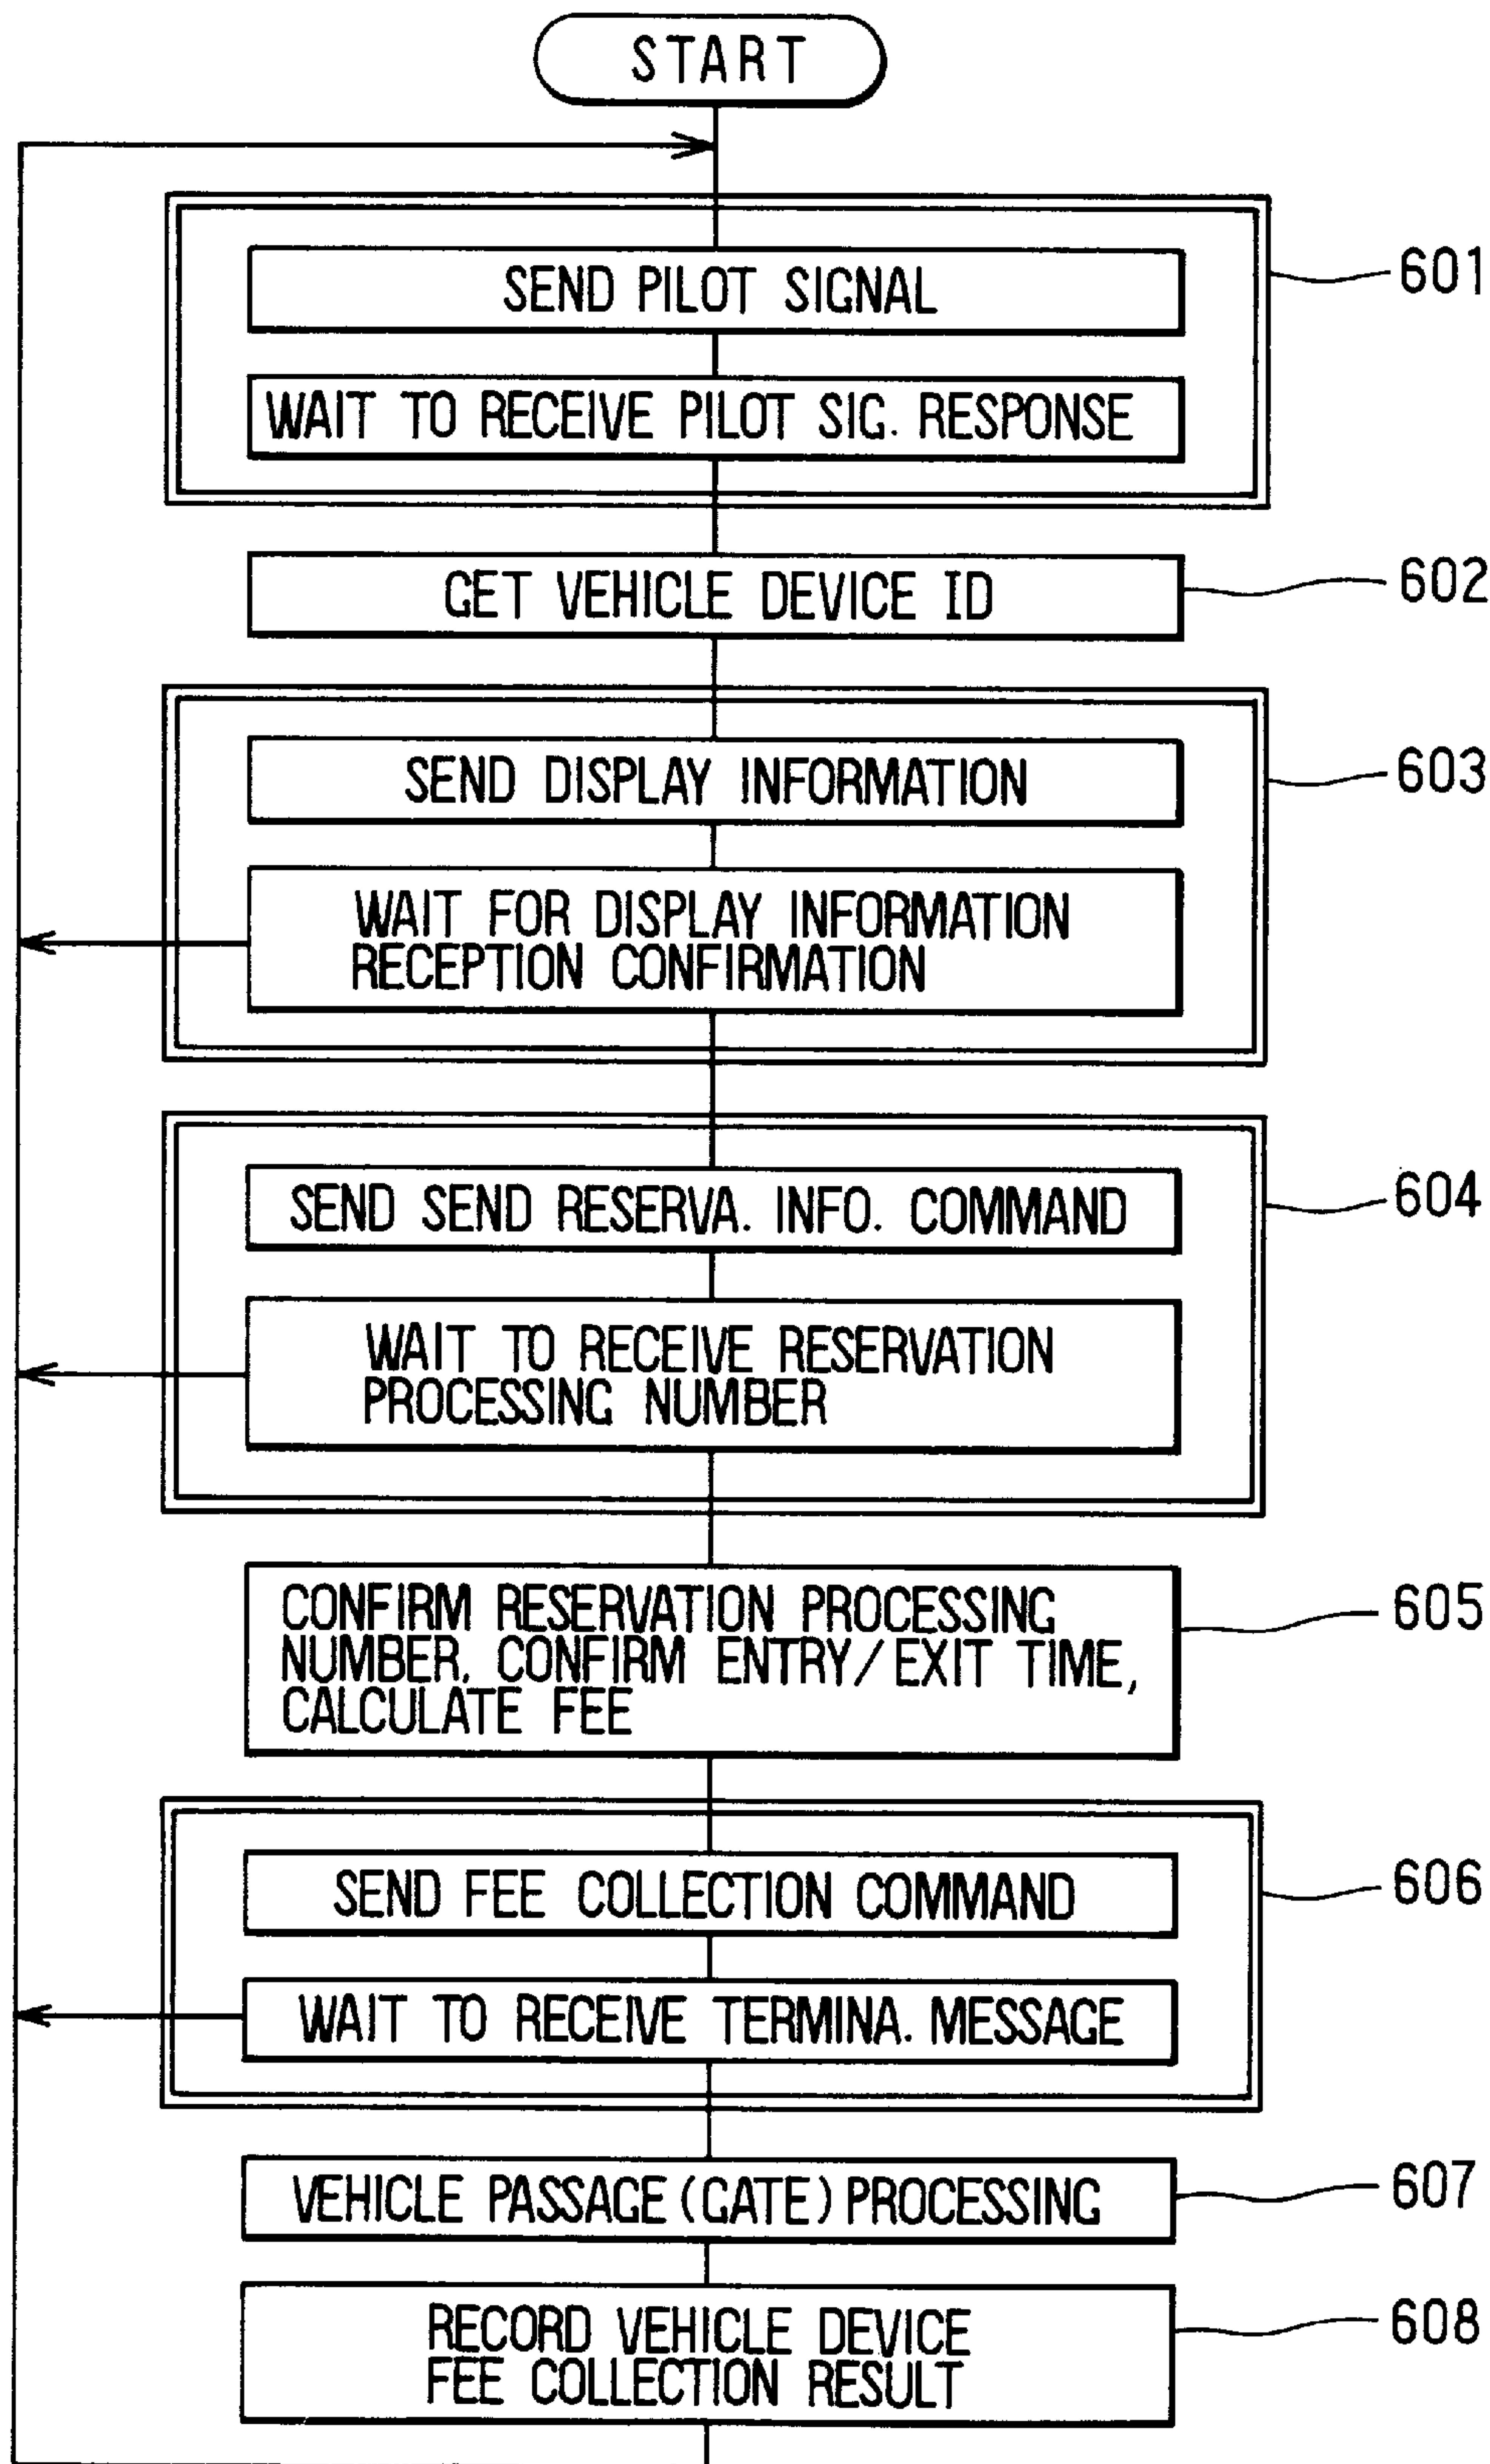 START
SEND PILOT SIGNAL
601
WAIT TO RECEIVE PILOT SIG. RESPONSE
GET VEHICLE DEVICE ID
602
SEND DISPLAY INFORMATION
603
WAIT FOR DISPLAY INFORMATION
RECEPTION CONFIRMATION
SEND SEND RESERVA. INFO. COMMAND
604
WAIT TO RECEIVE RESERVATION
PROCESSING NUMBER
CONFIRM RESERVATION PROCESSING
NUMBER, CONFIRM ENTRY/EXIT TIME,
CALCULATE FEE
605
SEND FEE COLLECTION COMMAND
606
WAIT TO RECEIVE TERMINA. MESSAGE
VEHICLE PASSAGE (GATE) PROCESSING
607
RECORD VEHICLE DEVICE
FEE COLLECTION RESULT
608